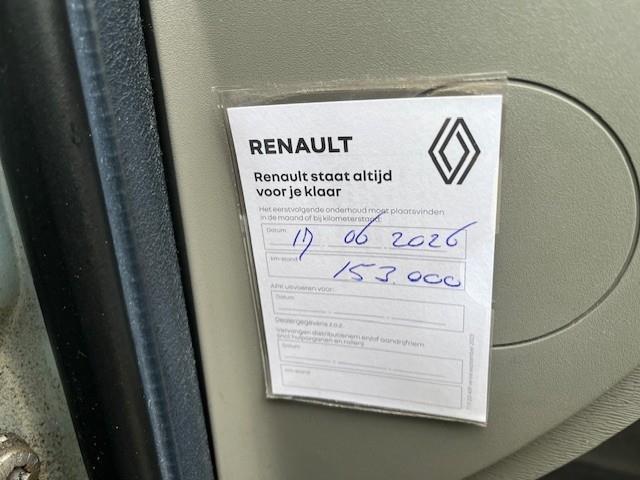 RENAULT
Renault staat altijd
voor je klaar
Het eerstvolgende onderhoud moet plaatsvinden
in de maand of bij kilometerstand:
Datum 17 06 2026
km-stand 153.000
APK uitvoeren voor:
Datum
Dealergegevens z.o.z.
Vervangen distributieriem en/of aandrijfriem
(incl. hulporganen en rollen):
Datum
km-stand